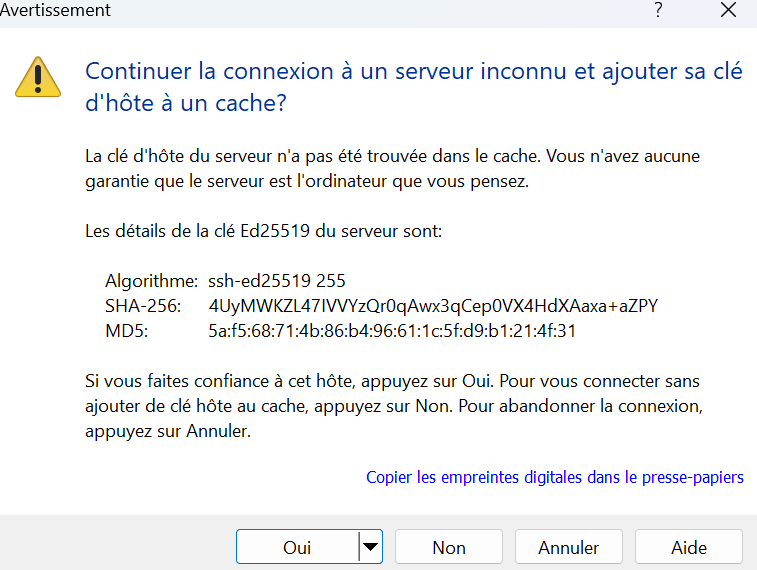 Avertissement
?
Continuer la connexion à un serveur inconnu et ajouter sa clé
d'hôte à un cache?
La clé d'hôte du serveur n'a pas été trouvée dans le cache. Vous n'avez aucune
garantie que le serveur est l'ordinateur que vous pensez.
Les détails de la clé Ed25519 du serveur sont:
Algorithme: ssh-ed25519 255
SHA-256: 4UyMWKZL47IVVYzQr0qAwx3qCep0VX4HdXAaxa+aZPY
MD5: 5a:f5:68:71:4b:86:b4:96:61:1c:5f:d9:b1:21:4f:31
Si vous faites confiance à cet hôte, appuyez sur Oui. Pour vous connecter sans
ajouter de clé hôte au cache, appuyez sur Non. Pour abandonner la connexion,
appuyez sur Annuler.
Copier les empreintes digitales dans le presse-papiers
Oui Non Annuler Aide